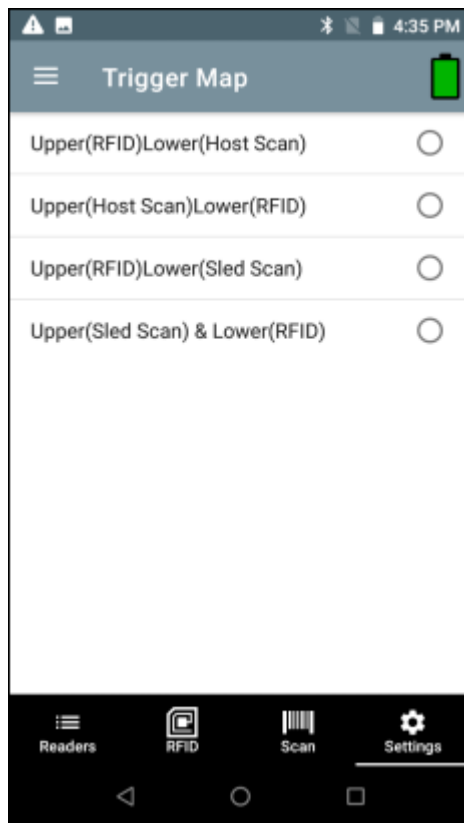 4:35 PM
Trigger Map
Upper(RFID)Lower(Host Scan)
Upper(Host Scan)Lower(RFID)
Upper(RFID)Lower(Sled Scan)
Upper(Sled Scan) & Lower(RFID)
Readers RFID Scan Settings